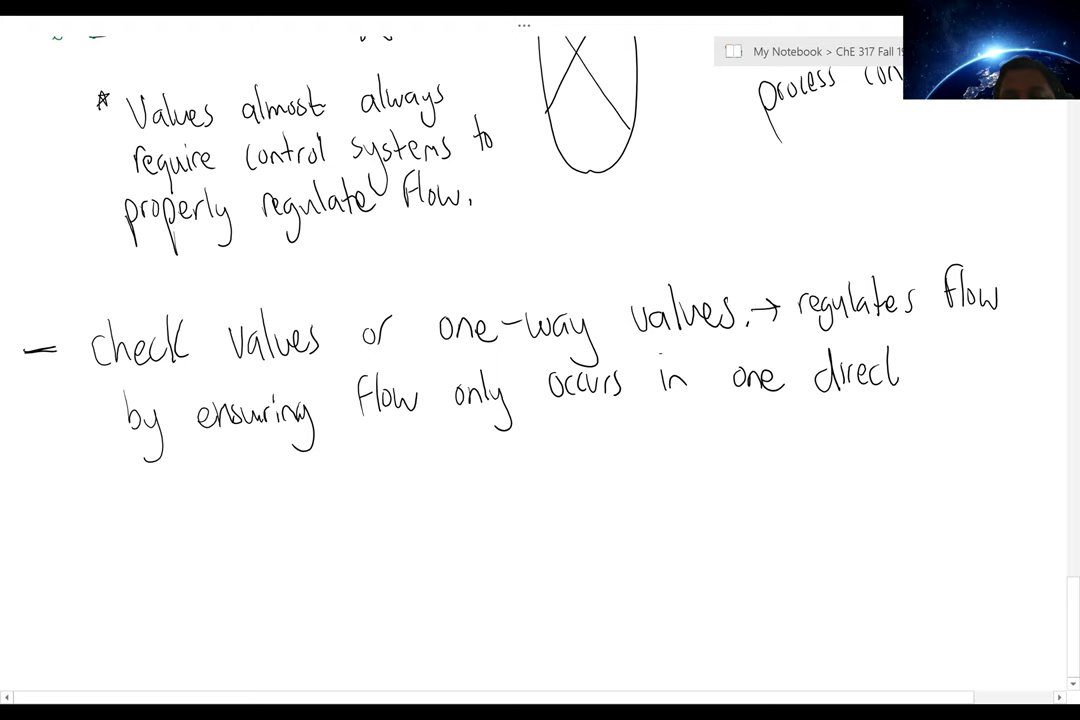 My Notebook > ChE 317 Fall 19
process con
* Valves almost always
require control systems to
properly regulate flow.
- check valves or one-way valves. → regulates flow
by ensuring flow only occurs in one direct